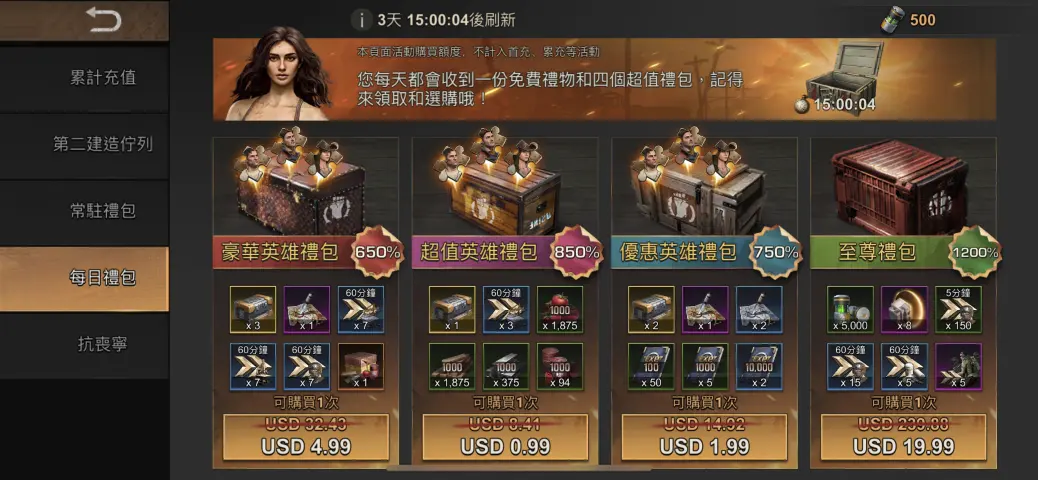 3天 15:00:04後刷新
500
累計充值
第二建造佇列
常駐禮包
每日禮包
抗喪寧
本頁面活動購買額度，不計入首充、累充等活動
您每天都會收到一份免費禮物和四個超值禮包，記得
來領取和選購哦！
15:00:04
豪華英雄禮包
650%
x 3
x 1
60分鐘
x 7
60分鐘
x 7
60分鐘
x 7
x 1
可購買1次
USD 32.43
USD 4.99
超值英雄禮包
850%
x 1
60分鐘
x 3
1000
x 1,875
1000
x 1,875
1000
x 375
1000
x 94
可購買1次
USD 8.41
USD 0.99
優惠英雄禮包
750%
x 2
x 1
x 2
EXP
100
x 50
EXP
1000
x 5
EXP
10,000
x 2
可購買1次
USD 14.92
USD 1.99
至尊禮包
1200%
x 5,000
x 8
5分鐘
x 150
60分鐘
x 15
60分鐘
x 5
x 5
可購買1次
USD 239.88
USD 19.99